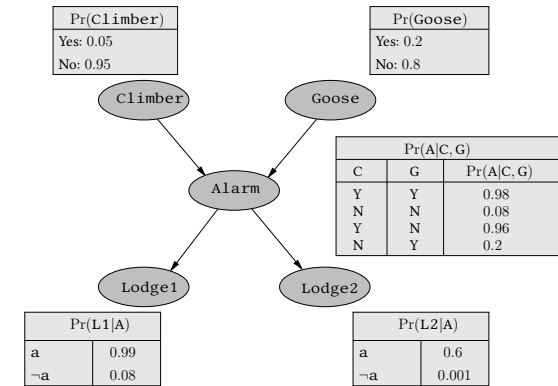 Pr(Climber)
Yes: 0.05
No: 0.95
Pr(Goose)
Yes: 0.2
No: 0.8
Climber
Goose
Pr(A|C, G)
C G Pr(A|C, G)
Y Y 0.98
N N 0.08
Y N 0.96
N Y 0.2
Alarm
Lodge1
Lodge2
Pr(L1|A)
a 0.99
¬a 0.08
Pr(L2|A)
a 0.6
¬a 0.001